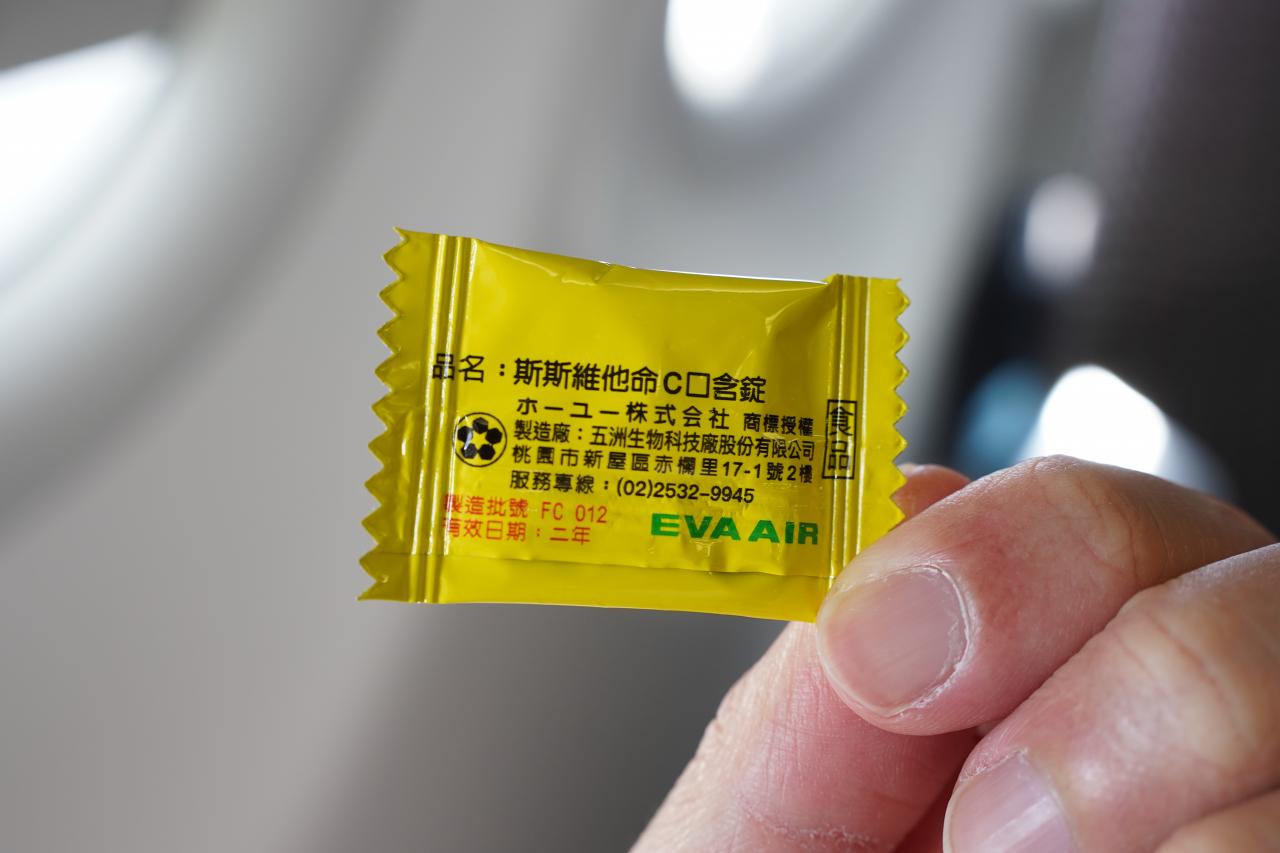 品名：斯斯維他命C口含錠
ホーユー株式会社 商標授權
製造廠：五洲生物科技廠股份有限公司
桃園市新屋區赤欄里17-1號2樓
服務專線：(02)2532-9945
食品
製造批號 FC 012
有效日期：二年
EVA AIR